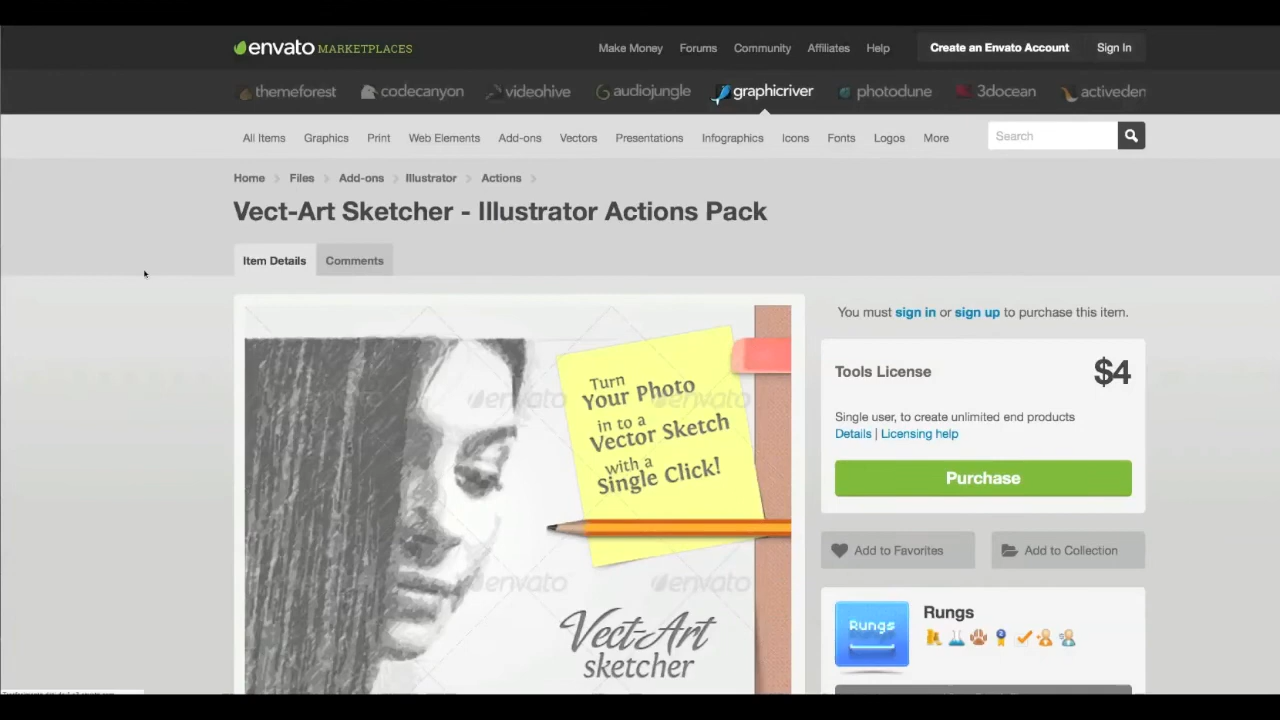 envato MARKETPLACES
Make Money Forums Community Affiliates Help Create an Envato Account Sign In
themeforest codecanyon videohive audiojungle graphicriver photodune 3docean activeden
All Items Graphics Print Web Elements Add-ons Vectors Presentations Infographics Icons Fonts Logos More Search
Home Files Add-ons Illustrator Actions
Vect-Art Sketcher - Illustrator Actions Pack
Item Details Comments
You must sign in or sign up to purchase this item.
Tools License $4
Single user, to create unlimited end products
Details | Licensing help
Purchase
Add to Favorites Add to Collection
Rungs
Rungs
Turn
Your Photo
in to a
Vector Sketch
with a
Single Click!
envato envato
envato envato
Vect-Art
sketcher